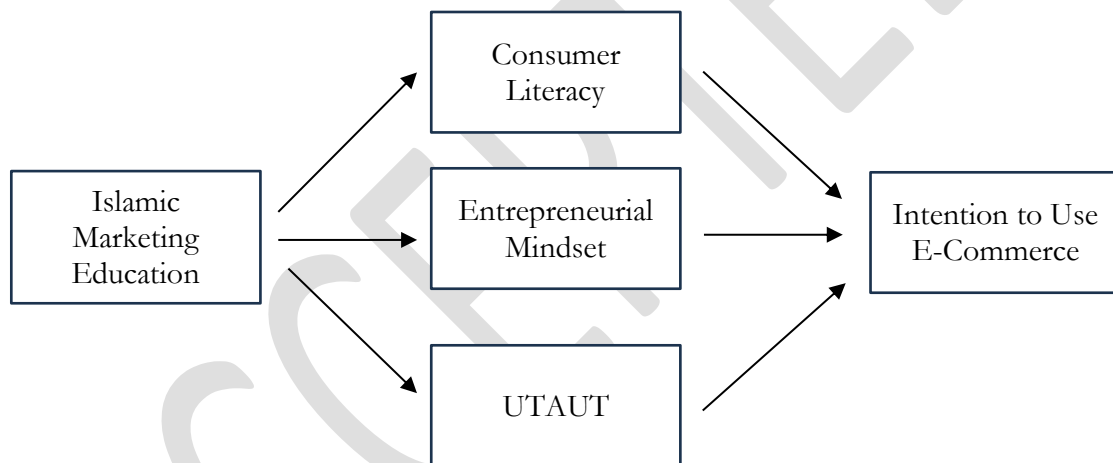 Consumer
Literacy
Islamic
Marketing
Education
Entrepreneurial
Mindset
Intention to Use
E-Commerce
UTAUT